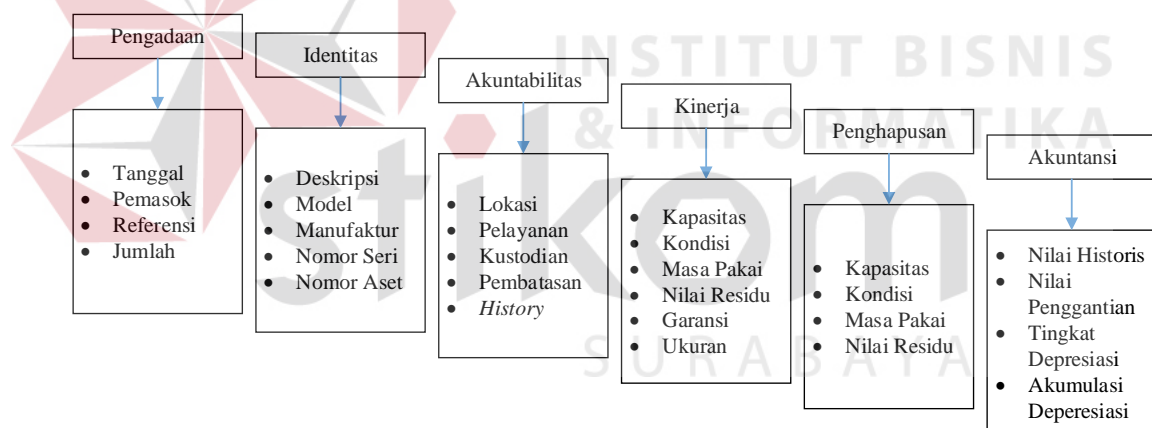 Pengadaan
• Tanggal
• Pemasok
• Referensi
• Jumlah
Identitas
• Deskripsi
• Model
• Manufaktur
• Nomor Seri
• Nomor Aset
Akuntabilitas
• Lokasi
• Pelayanan
• Kustodian
• Pembatasan
• History
Kinerja
• Kapasitas
• Kondisi
• Masa Pakai
• Nilai Residu
• Garansi
• Ukuran
Penghapusan
• Kapasitas
• Kondisi
• Masa Pakai
• Nilai Residu
Akuntansi
• Nilai Historis
• Nilai
Penggantian
• Tingkat
Depresiasi
• Akumulasi
Deperesiasi
INSTITUT BISNIS
& INFORMATIKA
stikom
SURABAYA